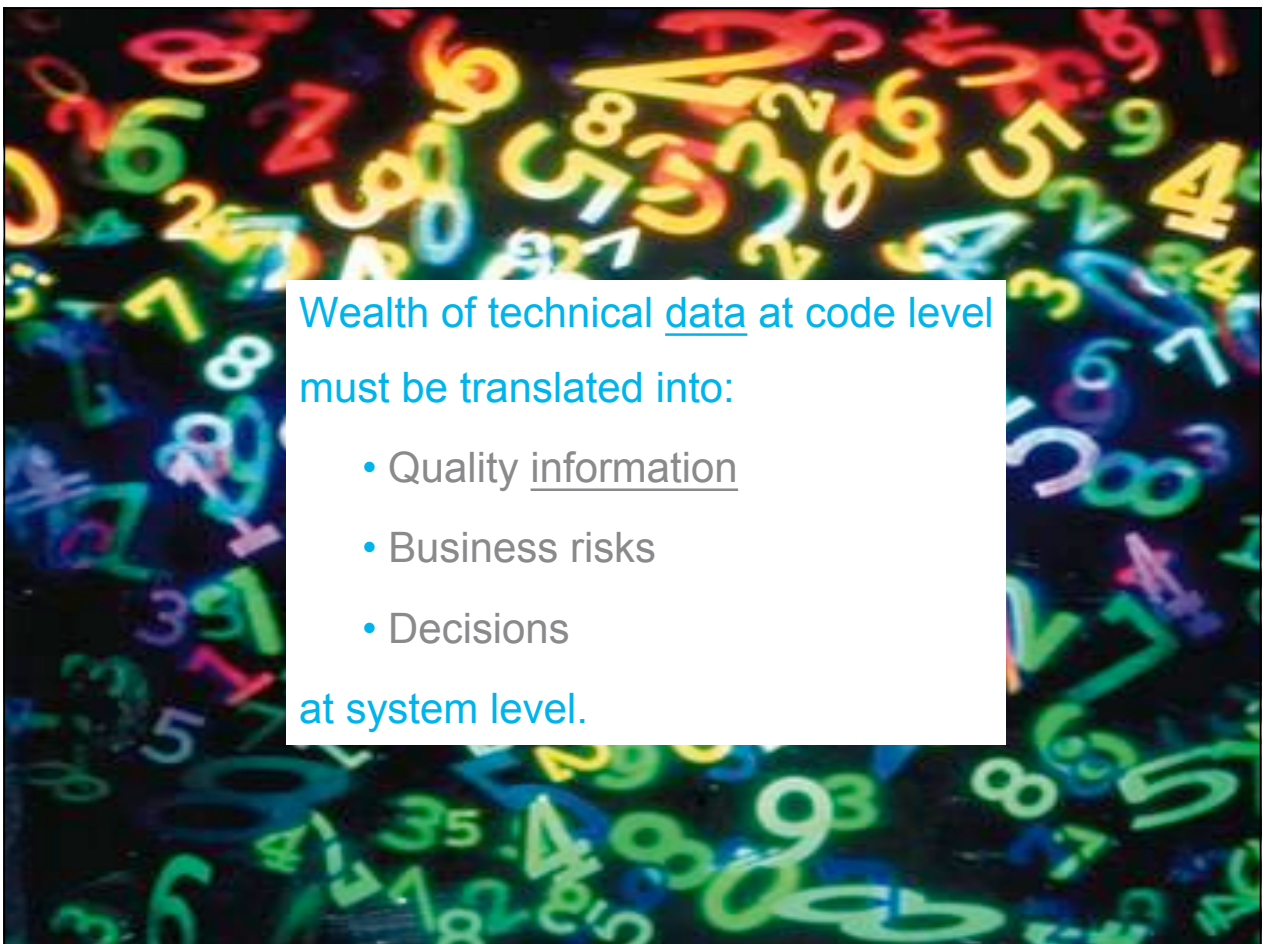 Wealth of technical data at code level
must be translated into:
• Quality information
• Business risks
• Decisions
at system level.